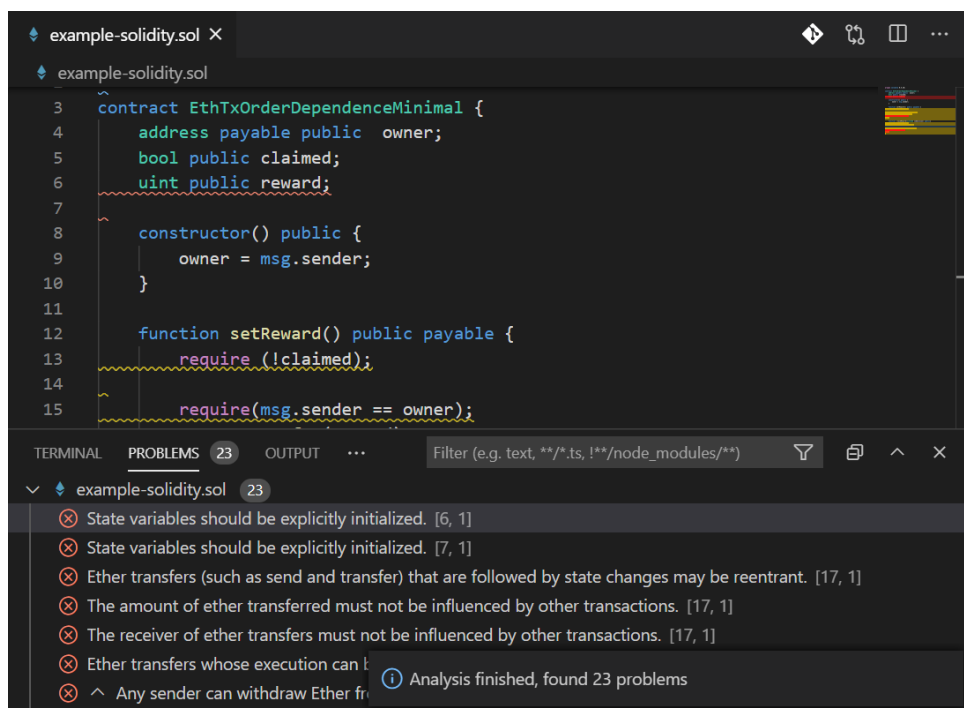 example-solidity.sol
example-solidity.sol
3 contract EthTxOrderDependenceMinimal {
4 address payable public  owner;
5 bool public claimed;
6 uint public reward;
7
8 constructor() public {
9 owner = msg.sender;
10 }
11
12 function setReward() public payable {
13 require (!claimed);
14
15 require(msg.sender == owner);
TERMINAL PROBLEMS 23 OUTPUT ··· Filter (e.g. text, **/*.ts, !**/node_modules/**)
example-solidity.sol 23
State variables should be explicitly initialized. [6, 1]
State variables should be explicitly initialized. [7, 1]
Ether transfers (such as send and transfer) that are followed by state changes may be reentrant. [17, 1]
The amount of ether transferred must not be influenced by other transactions. [17, 1]
The receiver of ether transfers must not be influenced by other transactions. [17, 1]
Ether transfers whose execution can
Analysis finished, found 23 problems
Any sender can withdraw Ether